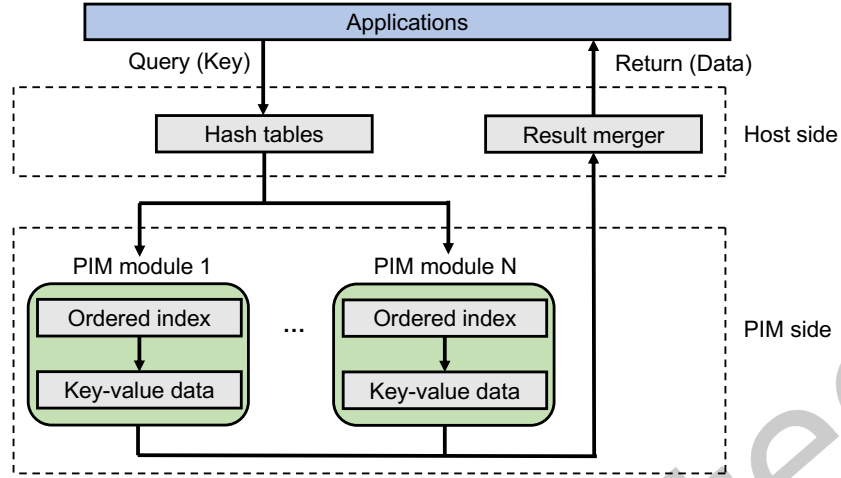 Applications
Query (Key)
Return (Data)
Hash tables
Result merger
Host side
PIM module 1
PIM module N
Ordered index
...
Ordered index
PIM side
Key-value data
Key-value data